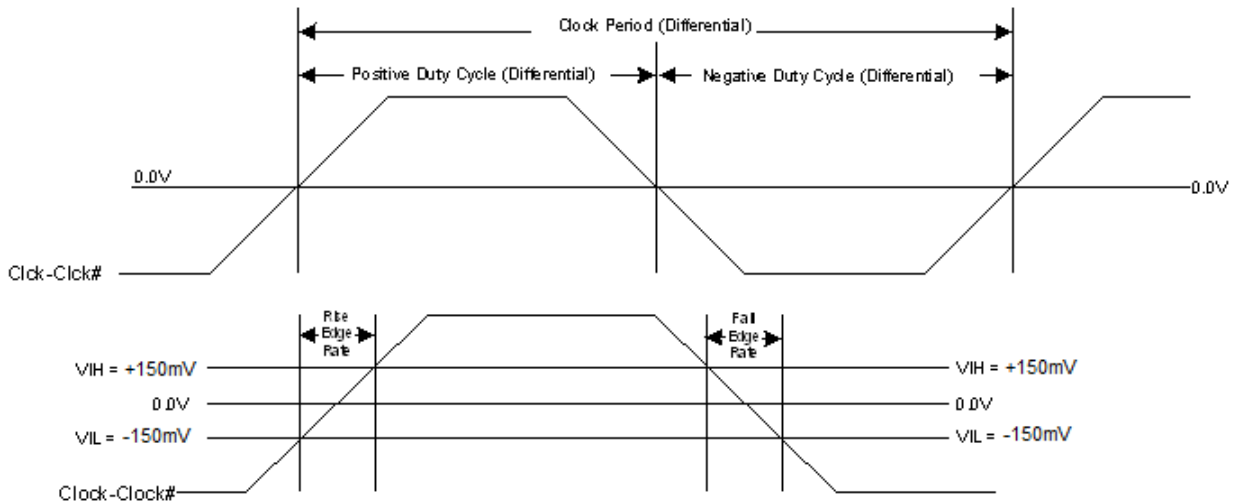 Clock Period (Differential)
Positive Duty Cycle (Differential)
Negative Duty Cycle (Differential)
0.0V
0.0V
Clck-Clck#
Rise
Edge
Rate
Fall
Edge
Rate
VIH = +150mV
VIH = +150mV
0.0V
0.0V
VIL = -150mV
VIL = -150mV
Clock-Clock#